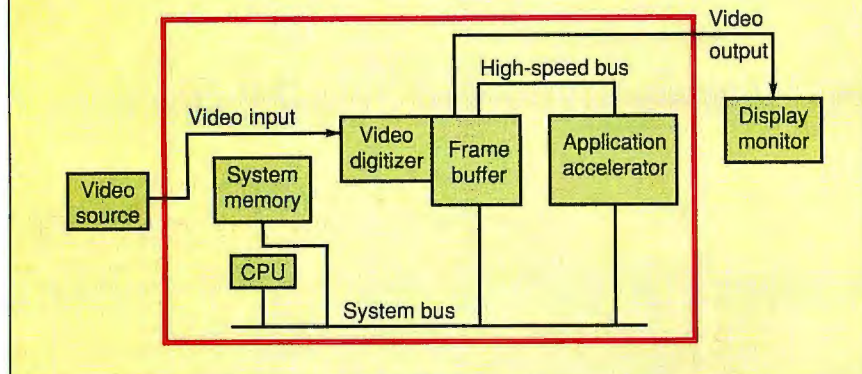 Video
output
High-speed bus
Video input
Video
digitizer
Frame
buffer
Application
accelerator
Display
monitor
Video
source
System
memory
CPU
System bus